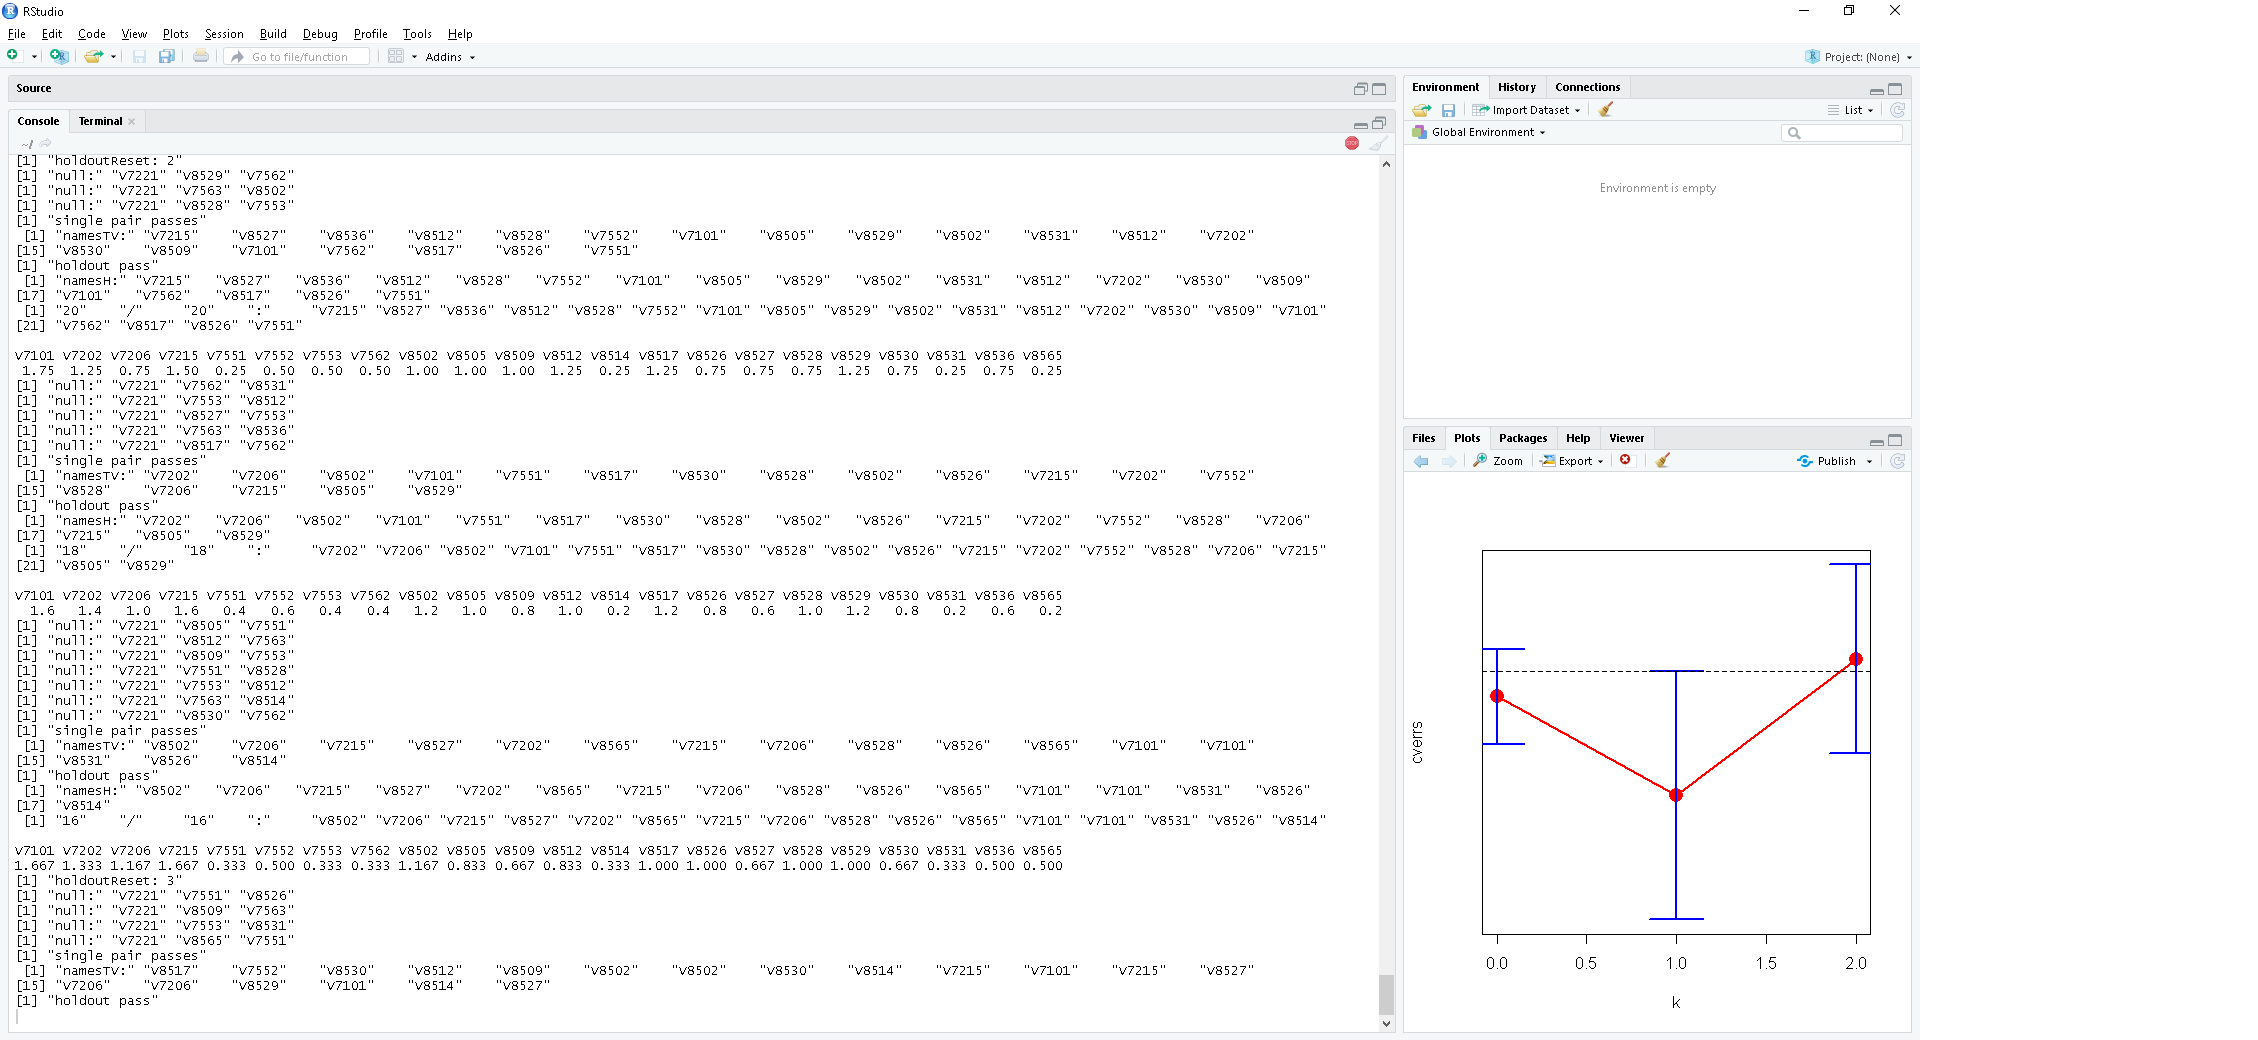 RStudio
File Edit Code View Plots Session Build Debug Profile Tools Help
Go to file/function Addins Project: (None)
Source
Console Terminal
~/
[1] "holdoutReset: 2"
[1] "null:" "v7221" "v8529" "v7562"
[1] "null:" "v7221" "v7563" "v8502"
[1] "null:" "v7221" "v8528" "v7553"
[1] "single pair passes"
[1] "namesTV:" "v7215" "v8527" "v8536" "v8512" "v8528" "v7552" "v7101" "v8505" "v8529" "v8502" "v8531" "v8512" "v7202"
[15] "v8530" "v8509" "v7101" "v7562" "v8517" "v8526" "v7551"
[1] "holdout pass"
[1] "namesH:" "v7215" "v8527" "v8536" "v8512" "v8528" "v7552" "v7101" "v8505" "v8529" "v8502" "v8531" "v8512" "v7202" "v8530" "v8509"
[17] "v7101" "v7562" "v8517" "v8526" "v7551"
[1] "20" "/" "20" ":" "v7215" "v8527" "v8536" "v8512" "v8528" "v7552" "v7101" "v8505" "v8529" "v8502" "v8531" "v8512" "v7202" "v8530" "v8509" "v7101"
[21] "v7562" "v8517" "v8526" "v7551"
v7101 v7202 v7206 v7215 v7551 v7552 v7553 v7562 v8502 v8505 v8509 v8512 v8514 v8517 v8526 v8527 v8528 v8529 v8530 v8531 v8536 v8565
1.75 1.25 0.75 1.50 0.25 0.50 0.50 0.50 1.00 1.00 1.00 1.25 0.25 1.25 0.75 0.75 0.75 1.25 0.75 0.25 0.75 0.25
[1] "null:" "v7221" "v7562" "v8531"
[1] "null:" "v7221" "v7553" "v8512"
[1] "null:" "v7221" "v8527" "v7553"
[1] "null:" "v7221" "v7563" "v8536"
[1] "null:" "v7221" "v8517" "v7562"
[1] "single pair passes"
[1] "namesTV:" "v7202" "v7206" "v8502" "v7101" "v7551" "v8517" "v8530" "v8528" "v8502" "v8526" "v7215" "v7202" "v7552"
[15] "v8528" "v7206" "v7215" "v8505" "v8529"
[1] "holdout pass"
[1] "namesH:" "v7202" "v7206" "v8502" "v7101" "v7551" "v8517" "v8530" "v8528" "v8502" "v8526" "v7215" "v7202" "v7552" "v8528" "v7206"
[17] "v7215" "v8505" "v8529"
[1] "18" "/" "18" ":" "v7202" "v7206" "v8502" "v7101" "v7551" "v8517" "v8530" "v8528" "v8502" "v8526" "v7215" "v7202" "v7552" "v8528" "v7206" "v7215"
[21] "v8505" "v8529"
v7101 v7202 v7206 v7215 v7551 v7552 v7553 v7562 v8502 v8505 v8509 v8512 v8514 v8517 v8526 v8527 v8528 v8529 v8530 v8531 v8536 v8565
1.6 1.4 1.0 1.6 0.4 0.6 0.4 0.4 1.2 1.0 0.8 1.0 0.2 1.2 0.8 0.6 1.0 1.2 0.8 0.2 0.6 0.2
[1] "null:" "v7221" "v8505" "v7551"
[1] "null:" "v7221" "v8512" "v7563"
[1] "null:" "v7221" "v8509" "v7553"
[1] "null:" "v7221" "v7551" "v8528"
[1] "null:" "v7221" "v7553" "v8512"
[1] "null:" "v7221" "v7563" "v8514"
[1] "null:" "v7221" "v8530" "v7562"
[1] "single pair passes"
[1] "namesTV:" "v8502" "v7206" "v7215" "v8527" "v7202" "v8565" "v7215" "v7206" "v8528" "v8526" "v8565" "v7101" "v7101"
[15] "v8531" "v8526" "v8514"
[1] "holdout pass"
[1] "namesH:" "v8502" "v7206" "v7215" "v8527" "v7202" "v8565" "v7215" "v7206" "v8528" "v8526" "v8565" "v7101" "v7101" "v8531" "v8526"
[17] "v8514"
[1] "16" "/" "16" ":" "v8502" "v7206" "v7215" "v8527" "v7202" "v8565" "v7215" "v7206" "v8528" "v8526" "v8565" "v7101" "v7101" "v8531" "v8526" "v8514"
v7101 v7202 v7206 v7215 v7551 v7552 v7553 v7562 v8502 v8505 v8509 v8512 v8514 v8517 v8526 v8527 v8528 v8529 v8530 v8531 v8536 v8565
1.667 1.333 1.167 1.667 0.333 0.500 0.333 0.333 1.167 0.833 0.667 0.833 0.333 1.000 1.000 0.667 1.000 1.000 0.667 0.333 0.500 0.500
[1] "holdoutReset: 3"
[1] "null:" "v7221" "v7551" "v8526"
[1] "null:" "v7221" "v8509" "v7563"
[1] "null:" "v7221" "v7553" "v8531"
[1] "null:" "v7221" "v8565" "v7551"
[1] "single pair passes"
[1] "namesTV:" "v8517" "v7552" "v8530" "v8512" "v8509" "v8502" "v8502" "v8530" "v8514" "v7215" "v7101" "v7215" "v8527"
[15] "v7206" "v7206" "v8529" "v7101" "v8514" "v8527"
[1] "holdout pass"
Environment History Connections
Import Dataset List
Global Environment
Environment is empty
Files Plots Packages Help Viewer
Zoom Export Publish
cverrs
0.0 0.5 1.0 1.5 2.0
k